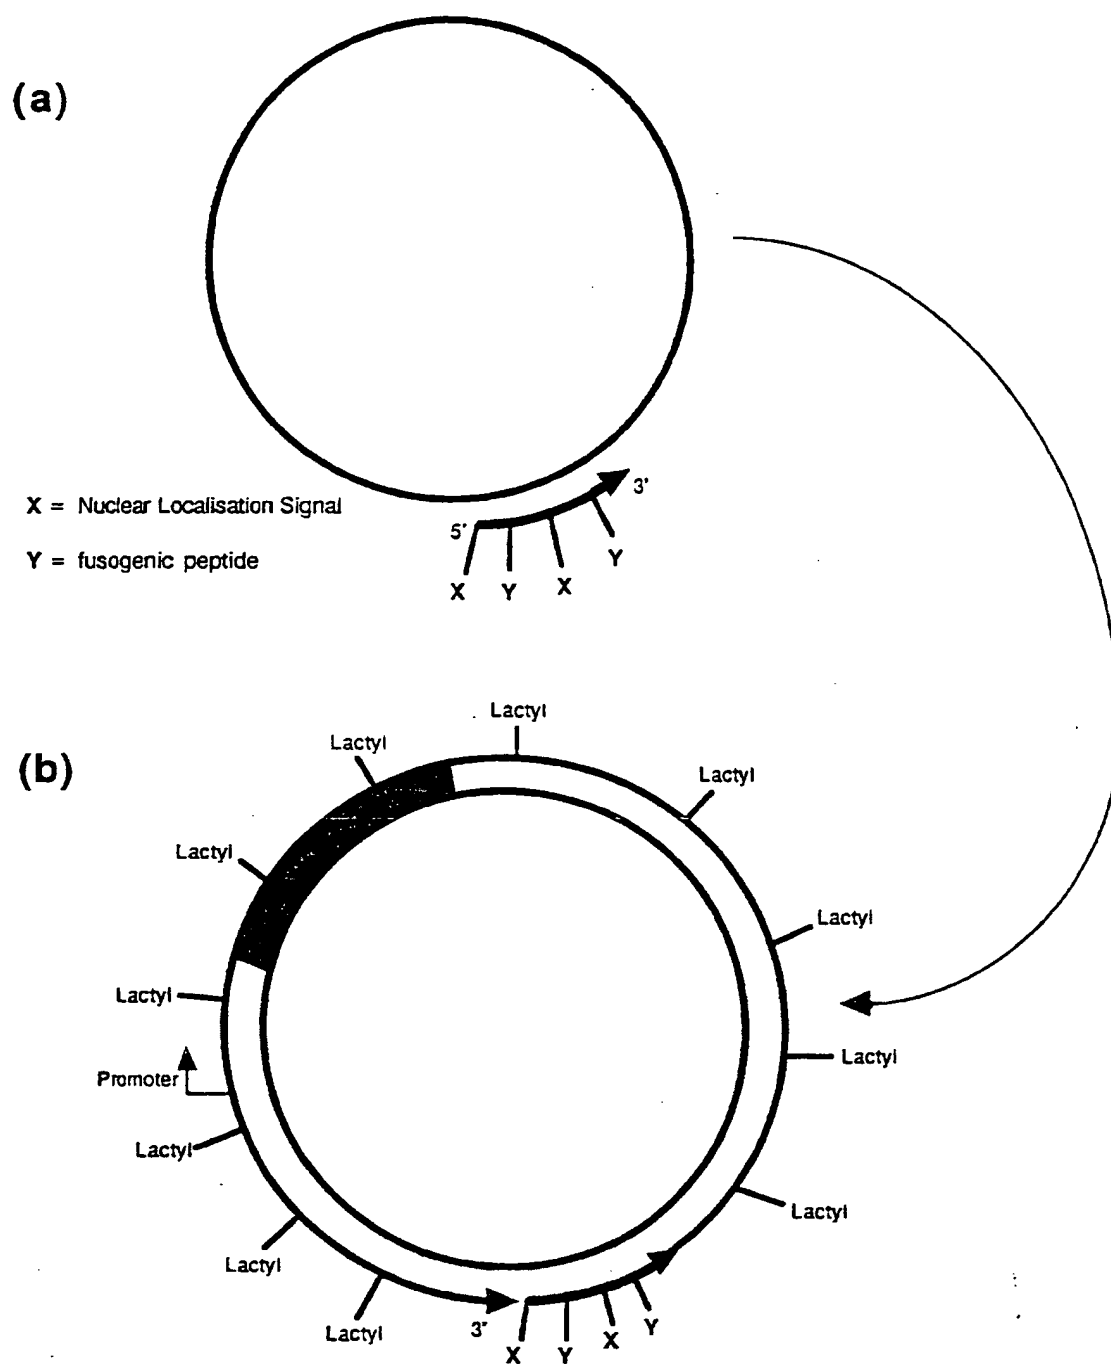 (a)
X = Nuclear Localisation Signal
Y = fusogenic peptide
5'
3'
X
Y
X
Y
(b)
Lactyl
Lactyl
Lactyl
Lactyl
Lactyl
Lactyl
Lactyl
Promoter
Lactyl
Lactyl
Lactyl
Lactyl
3'
X
Y
X
Y